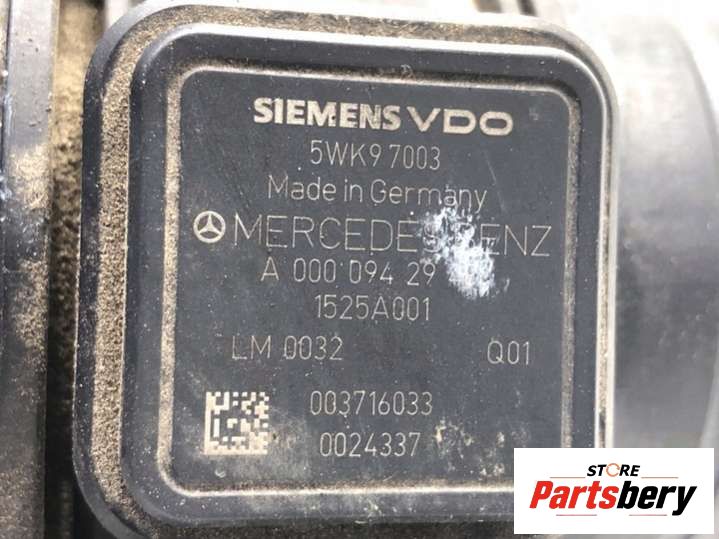 SIEMENS VDO
5WK9 7003
Made in Germany
MERCEDES BENZ
A 000 094 29
1525A001
LM 0032 Q01
003716033
0024337
STORE
Partsbery